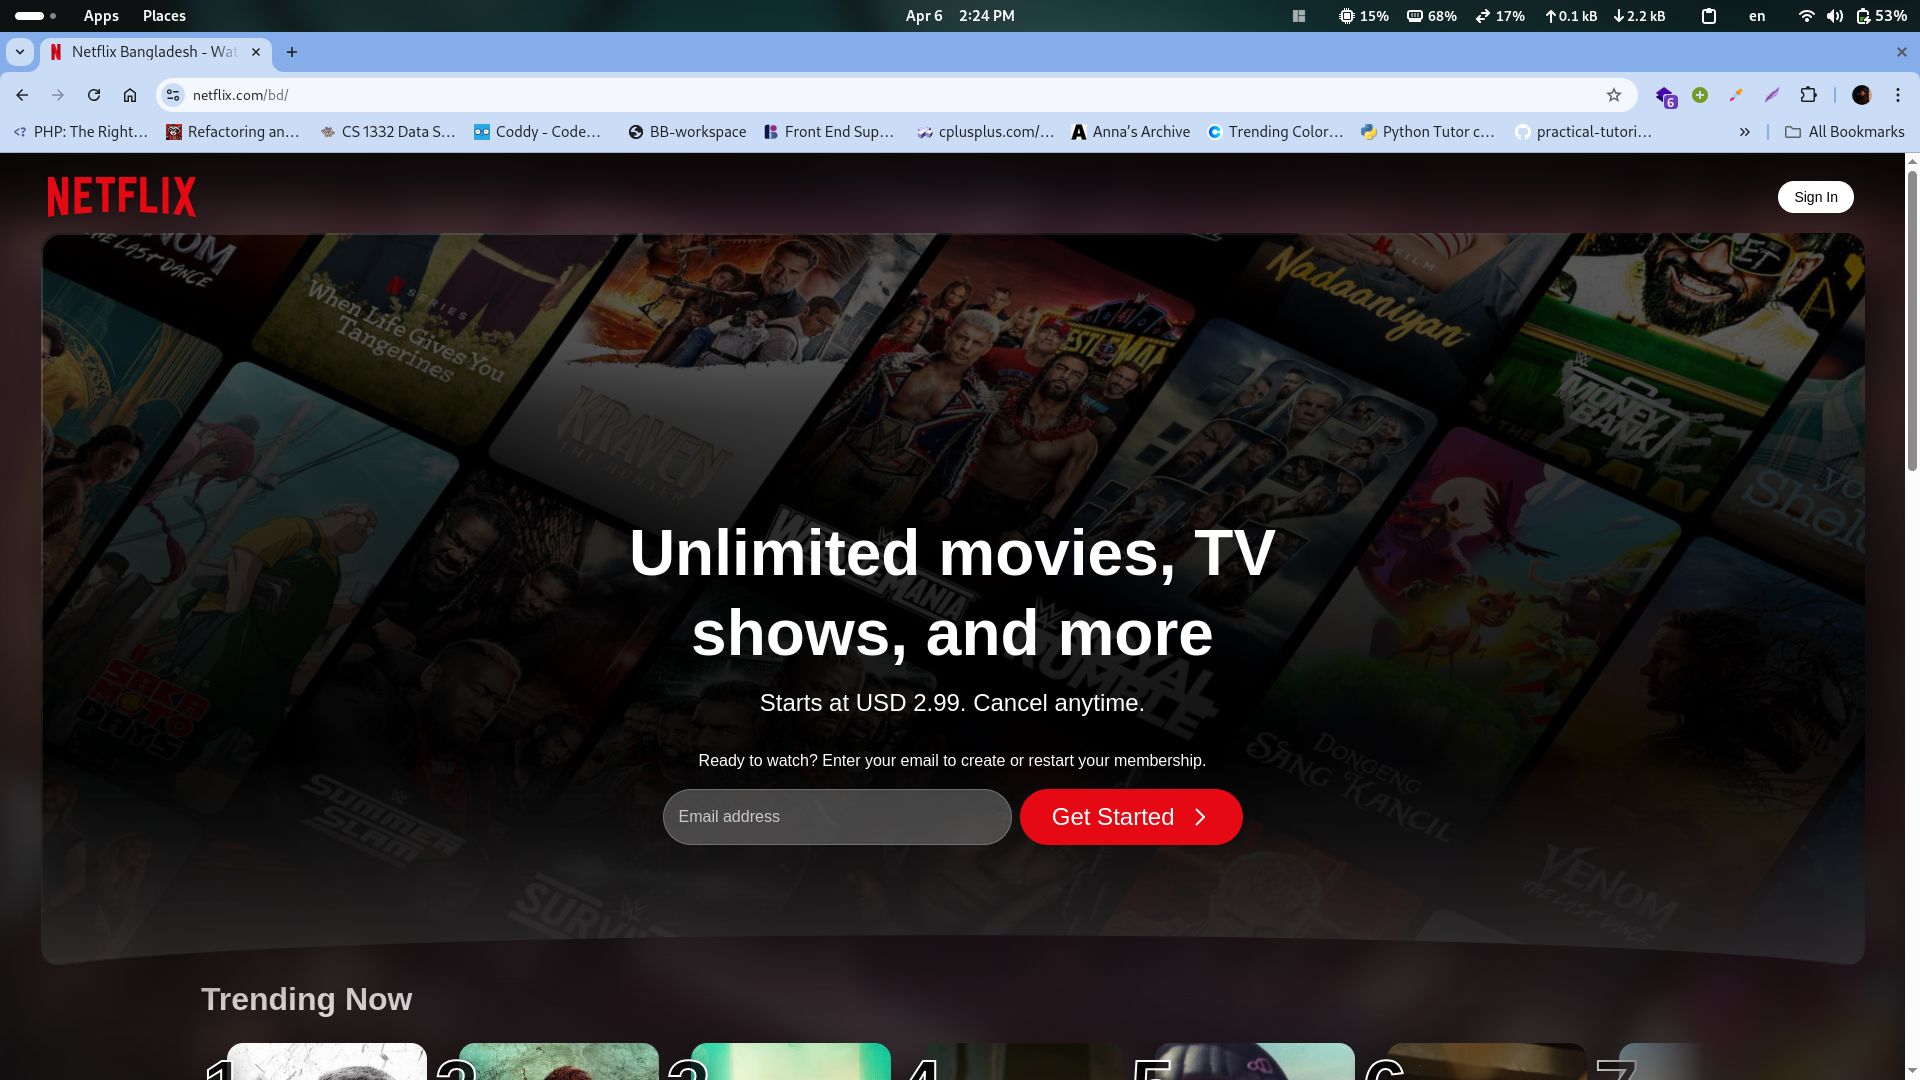 Apps Places Apr 6 2:24 PM 15% 68% 17% 0.1 kB 2.2 kB en 53%
Netflix Bangladesh - Wat
netflix.com/bd/
6
PHP: The Right… Refactoring an… CS 1332 Data S… Coddy - Code… BB-workspace Front End Sup… cplusplus.com/… Anna's Archive Trending Color… Python Tutor c… practical-tutori… » All Bookmarks
NETFLIX
Sign In
VENOM
THE LAST DANCE
N SERIES
When Life Gives You
Tangerines
KRAVEN
THE HUNTER
N FILM
Nadaaniyan
MONEY
BANK
Unlimited movies, TV
shows, and more
Starts at USD 2.99. Cancel anytime.
Ready to watch? Enter your email to create or restart your membership.
Email address
Get Started
N SERIES
SAKAMOTO
DAYS
ROYAL
RUMBLE
DONGENG
SANG KANCIL
SUMMER
SLAM
VENOM
THE LAST DANCE
Trending Now
1 2 3 4 5 6 7